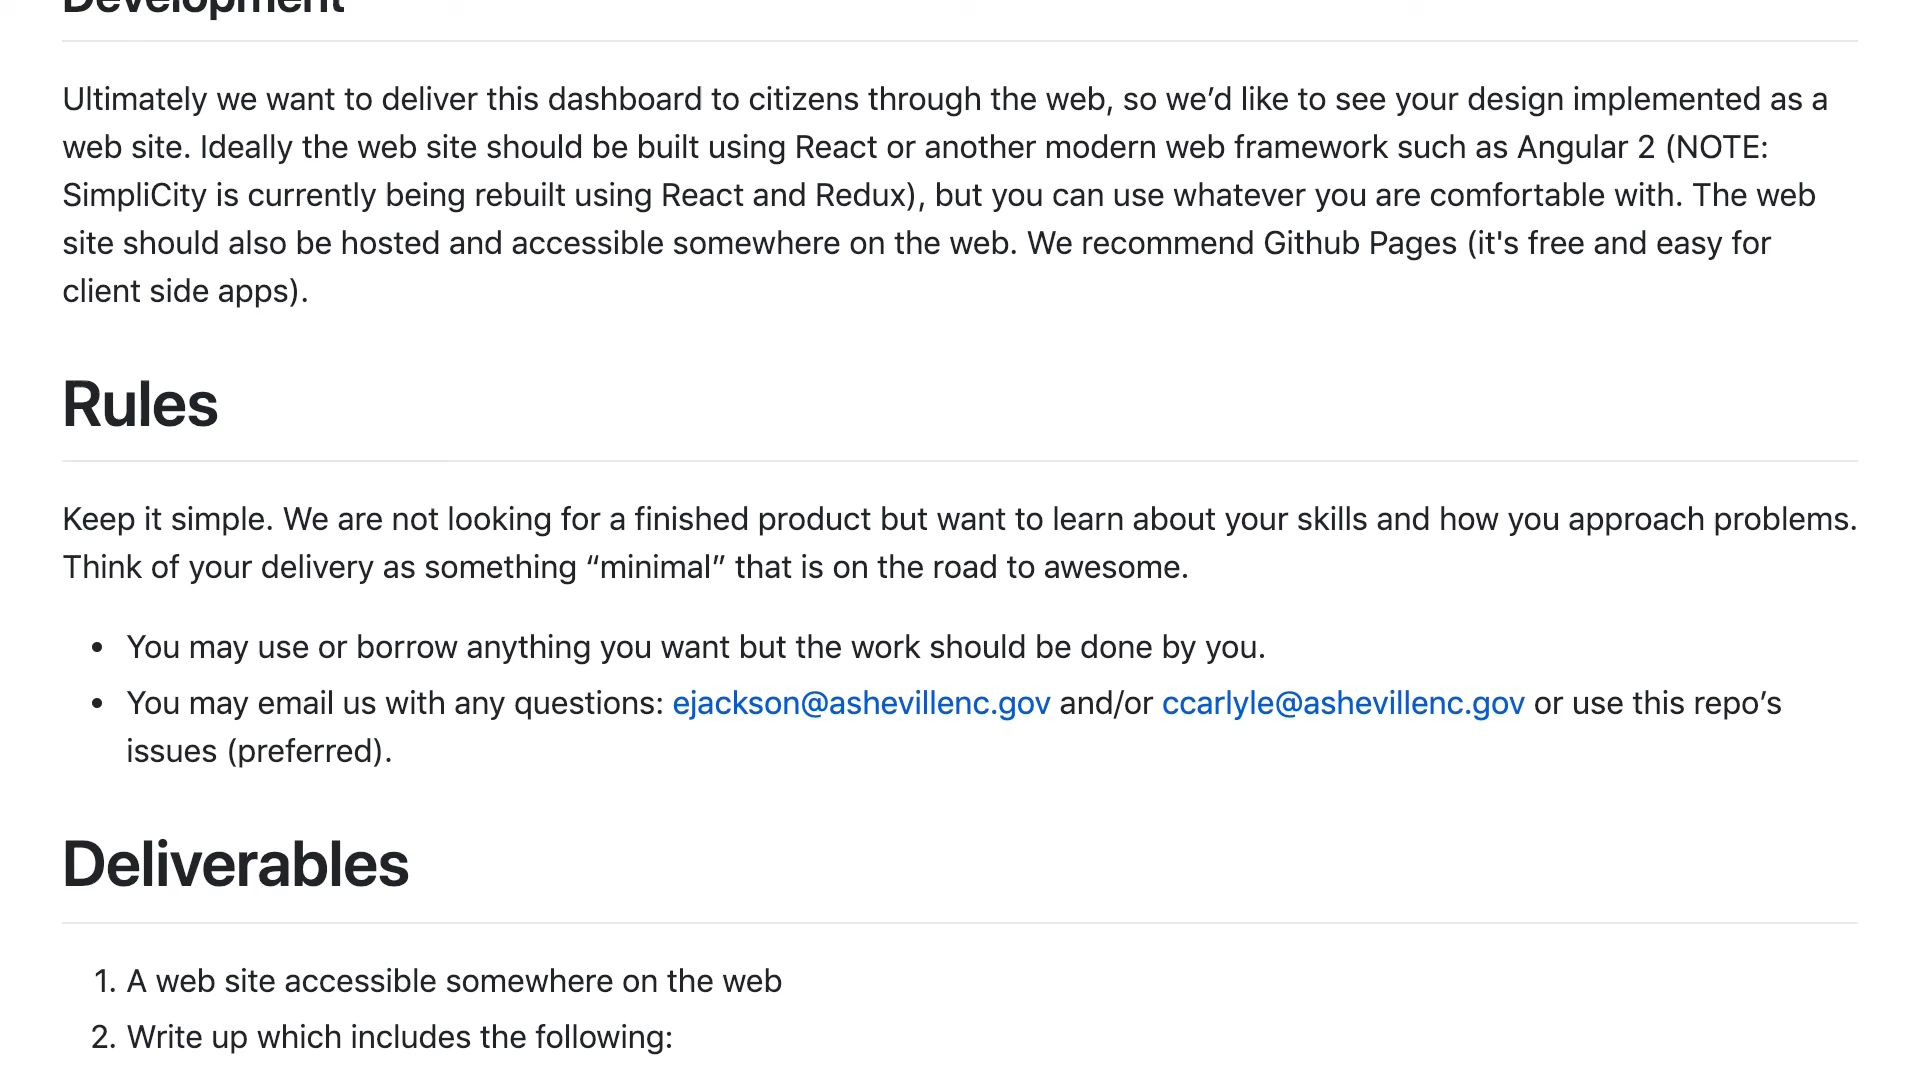 Development
Ultimately we want to deliver this dashboard to citizens through the web, so we’d like to see your design implemented as a
web site. Ideally the web site should be built using React or another modern web framework such as Angular 2 (NOTE:
SimpliCity is currently being rebuilt using React and Redux), but you can use whatever you are comfortable with. The web
site should also be hosted and accessible somewhere on the web. We recommend Github Pages (it's free and easy for
client side apps).
Rules
Keep it simple. We are not looking for a finished product but want to learn about your skills and how you approach problems.
Think of your delivery as something “minimal” that is on the road to awesome.
• You may use or borrow anything you want but the work should be done by you.
• You may email us with any questions: ejackson@ashevillenc.gov and/or ccarlyle@ashevillenc.gov or use this repo’s
issues (preferred).
Deliverables
1. A web site accessible somewhere on the web
2. Write up which includes the following: